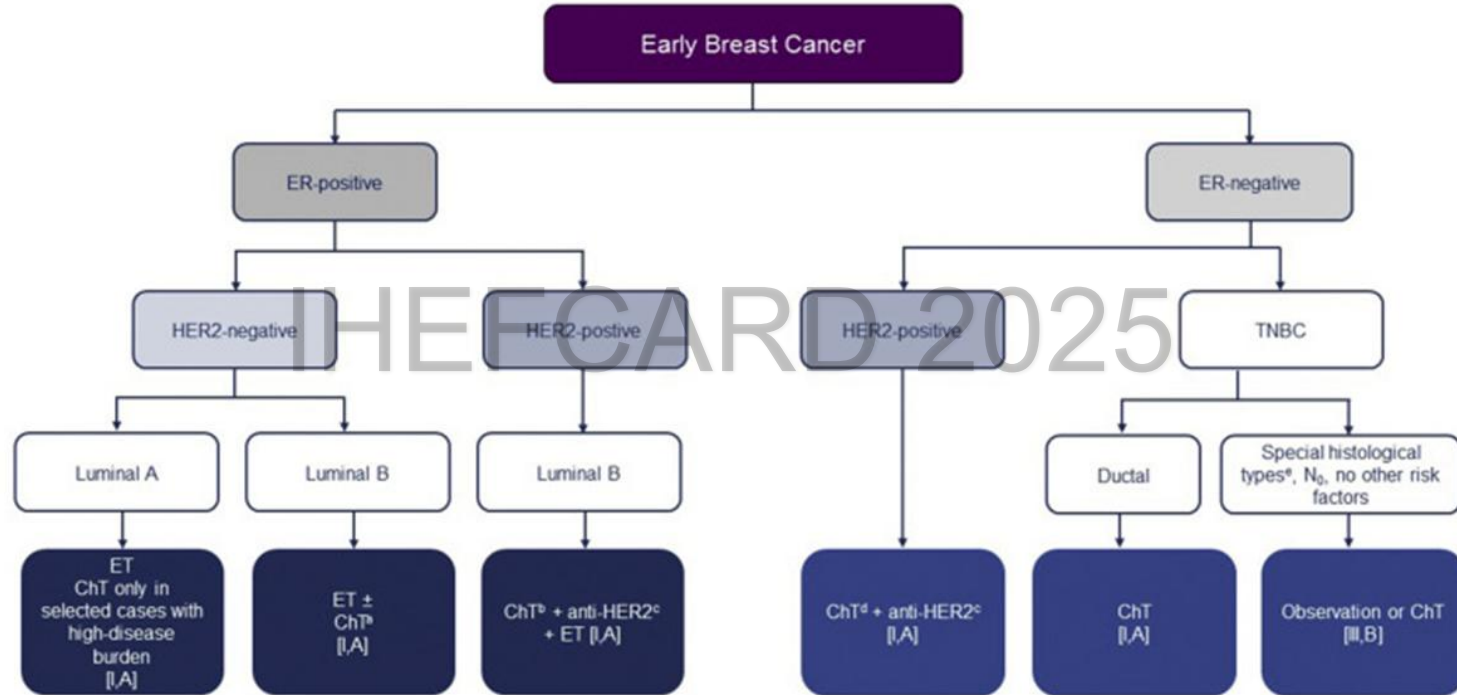 Early Breast Cancer
ER-positive
ER-negative
HER2-negative
HER2-postive
HER2-positive
TNBC
IHEFCARD 2025
Luminal A
Luminal B
Luminal B
Ductal
Special histological
typesᵉ, N₀, no other risk
factors
ET
ChT only in
selected cases with
high-disease
burden
[I,A]
ET ±
ChTᵃ
[I,A]
ChTᵇ + anti-HER2ᶜ
+ ET [I,A]
ChTᵈ + anti-HER2ᶜ
[I,A]
ChT
[I,A]
Observation or ChT
[III,B]